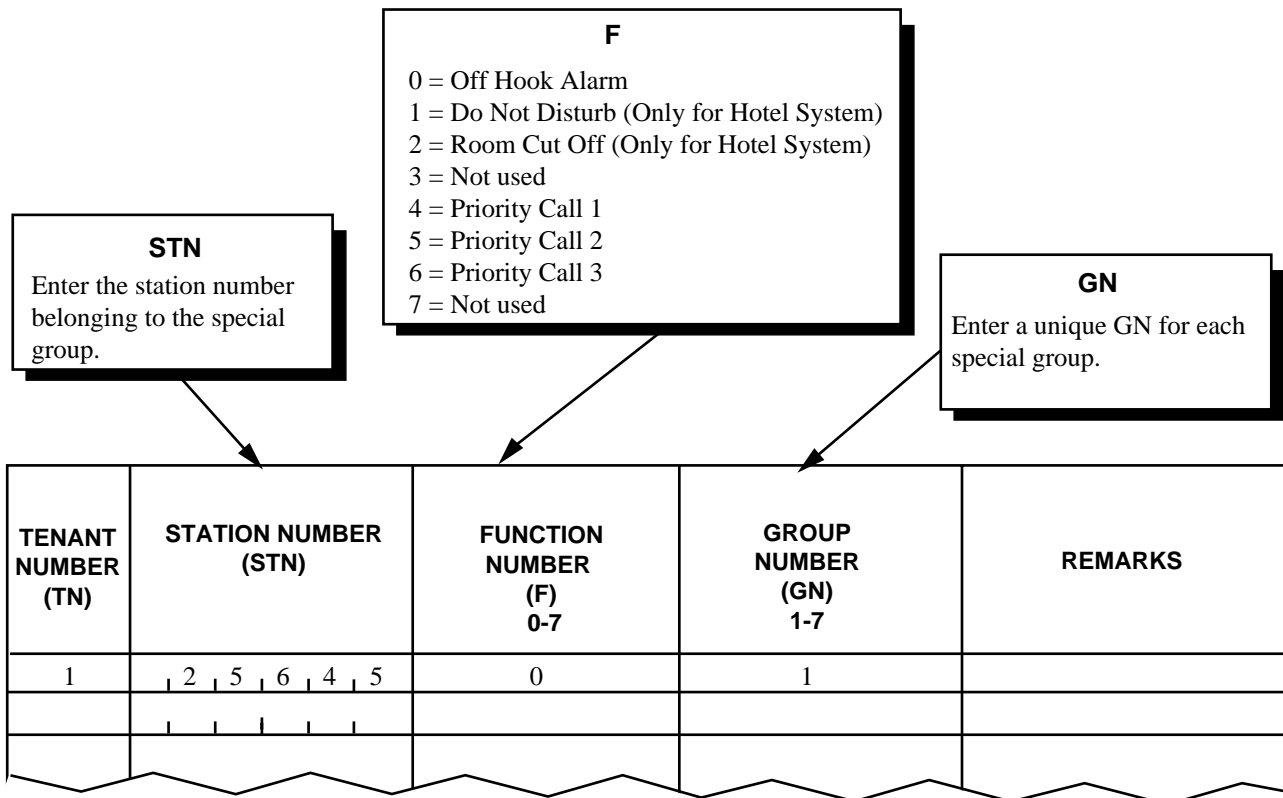 F
0 = Off Hook Alarm
1 = Do Not Disturb (Only for Hotel System)
2 = Room Cut Off (Only for Hotel System)
3 = Not used
4 = Priority Call 1
5 = Priority Call 2
6 = Priority Call 3
7 = Not used
STN
Enter the station number
belonging to the special
group.
GN
Enter a unique GN for each
special group.
TENANT
NUMBER
(TN)
STATION NUMBER
(STN)
FUNCTION
NUMBER
(F)
0-7
GROUP
NUMBER
(GN)
1-7
REMARKS
1 2 5 6 4 5 0 1